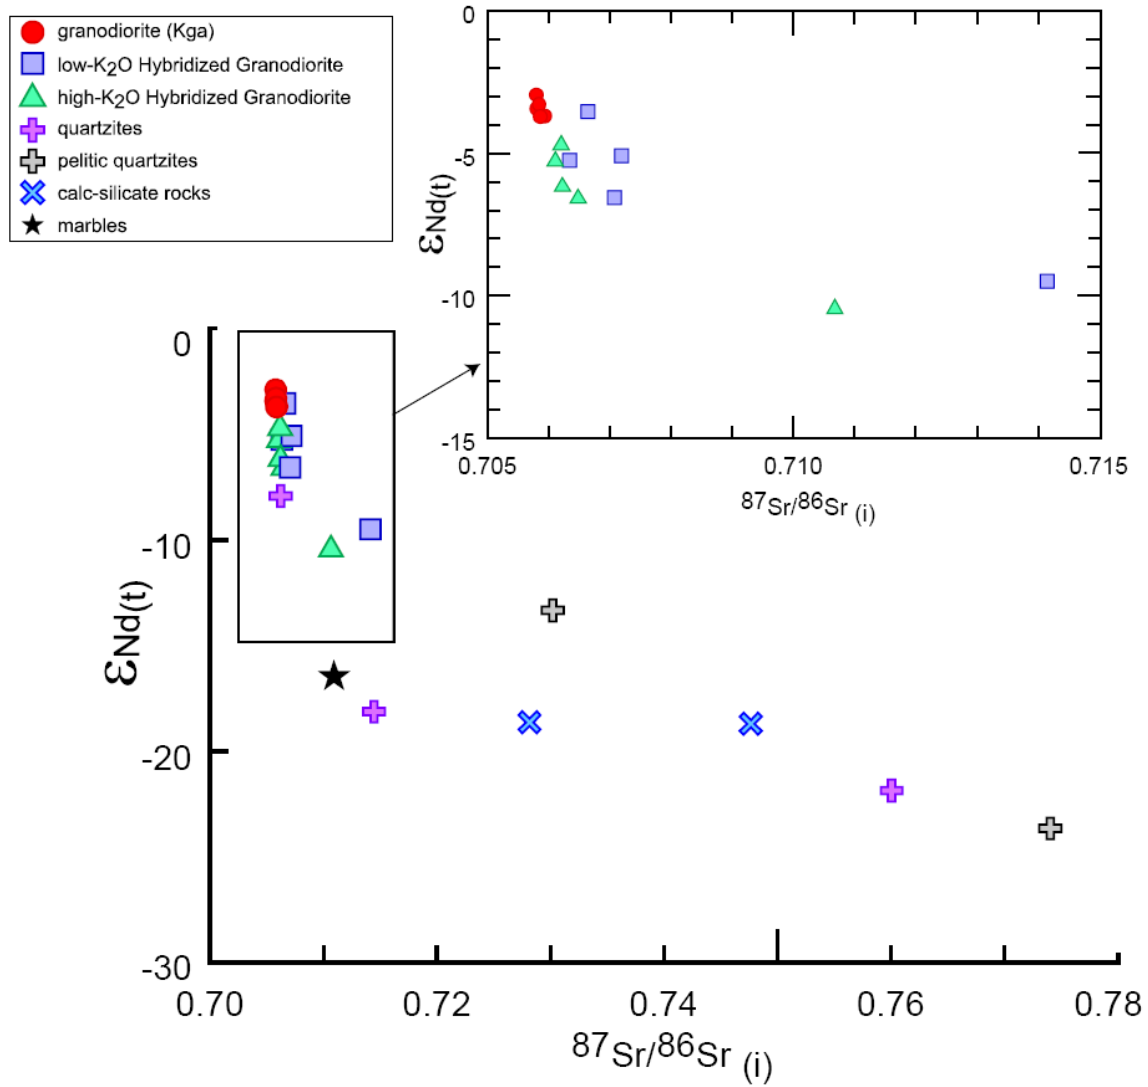 granodiorite (Kga)
low-K2O Hybridized Granodiorite
high-K2O Hybridized Granodiorite
quartzites
pelitic quartzites
calc-silicate rocks
marbles
0
-5
-10
-15
εNd(t)
0.705 0.710 0.715
87Sr/86Sr (i)
0
-10
-20
-30
εNd(t)
0.70 0.72 0.74 0.76 0.78
87Sr/86Sr (i)